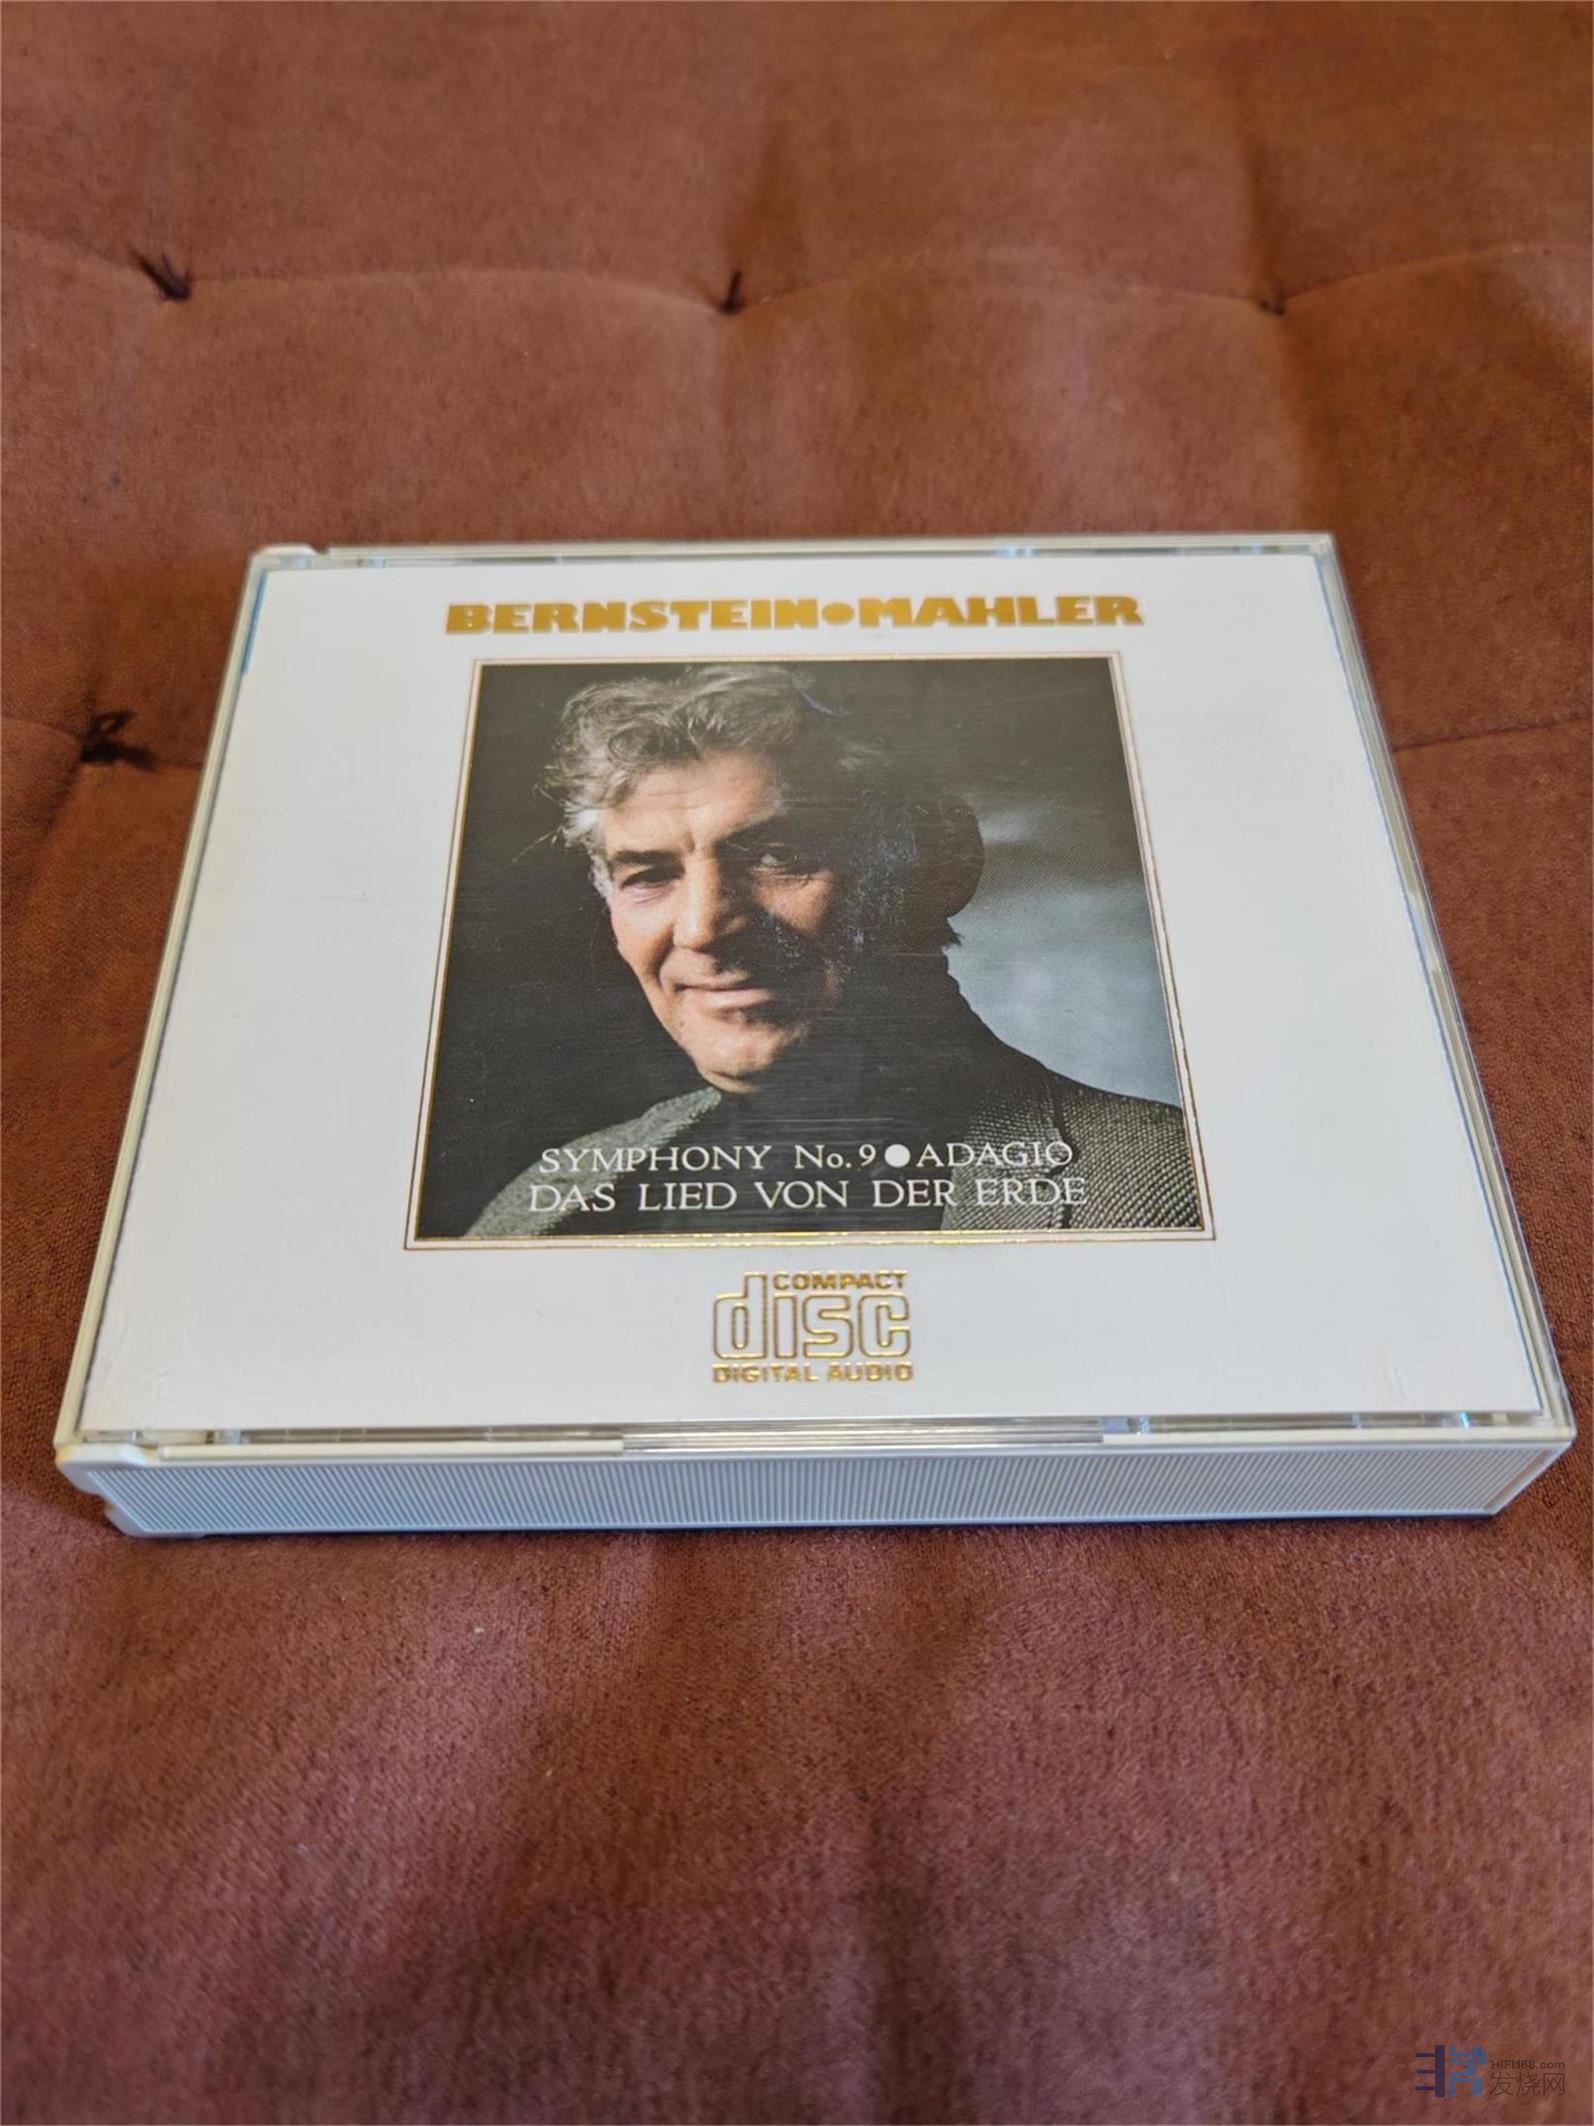 BERNSTEIN●MAHLER
SYMPHONY No.9●ADAGIO
DAS LIED VON DER ERDE
COMPACT
disc
DIGITAL AUDIO
HIFI168.com
发烧网